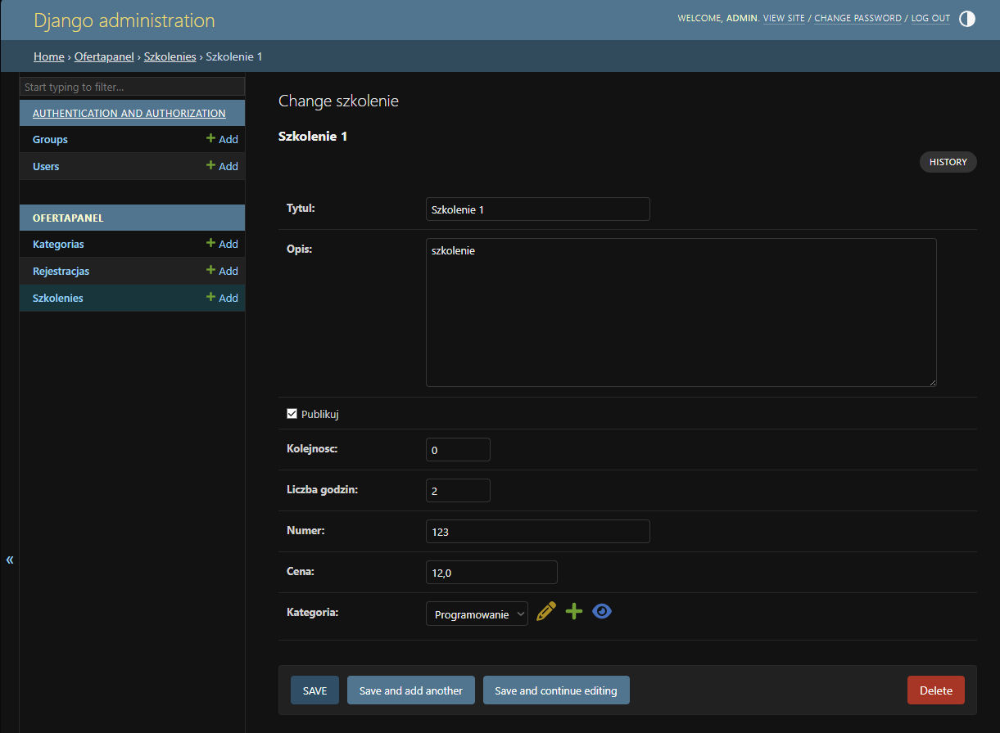 Django administration
WELCOME, ADMIN. VIEW SITE / CHANGE PASSWORD / LOG OUT
Home › Ofertapanel › Szkolenies › Szkolenie 1
Start typing to filter...
AUTHENTICATION AND AUTHORIZATION
Groups + Add
Users + Add
OFERTAPANEL
Kategorias + Add
Rejestracjas + Add
Szkolenies + Add
«
Change szkolenie
Szkolenie 1
HISTORY
Tytul: Szkolenie 1
Opis: szkolenie
Publikuj
Kolejnosc: 0
Liczba godzin: 2
Numer: 123
Cena: 12,0
Kategoria: Programowanie
SAVE Save and add another Save and continue editing Delete